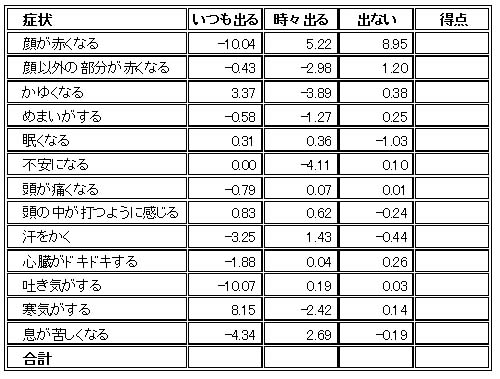 症状 いつも出る 時々出る 出ない 得点
顔が赤くなる −10.04 5.22 8.95
顔以外の部分が赤くなる −0.43 −2.98 1.20
かゆくなる 3.37 −3.89 0.38
めまいがする −0.58 −1.27 0.25
眠くなる 0.31 0.36 −1.03
不安になる 0.00 −4.11 0.10
頭が痛くなる −0.79 0.07 0.01
頭の中が打つように感じる 0.83 0.62 −0.24
汗をかく −3.25 1.43 −0.44
心臓がドキドキする −1.88 0.04 0.26
吐き気がする −10.07 0.19 0.03
寒気がする 8.15 −2.42 0.14
息が苦しくなる −4.34 2.69 −0.19
合計